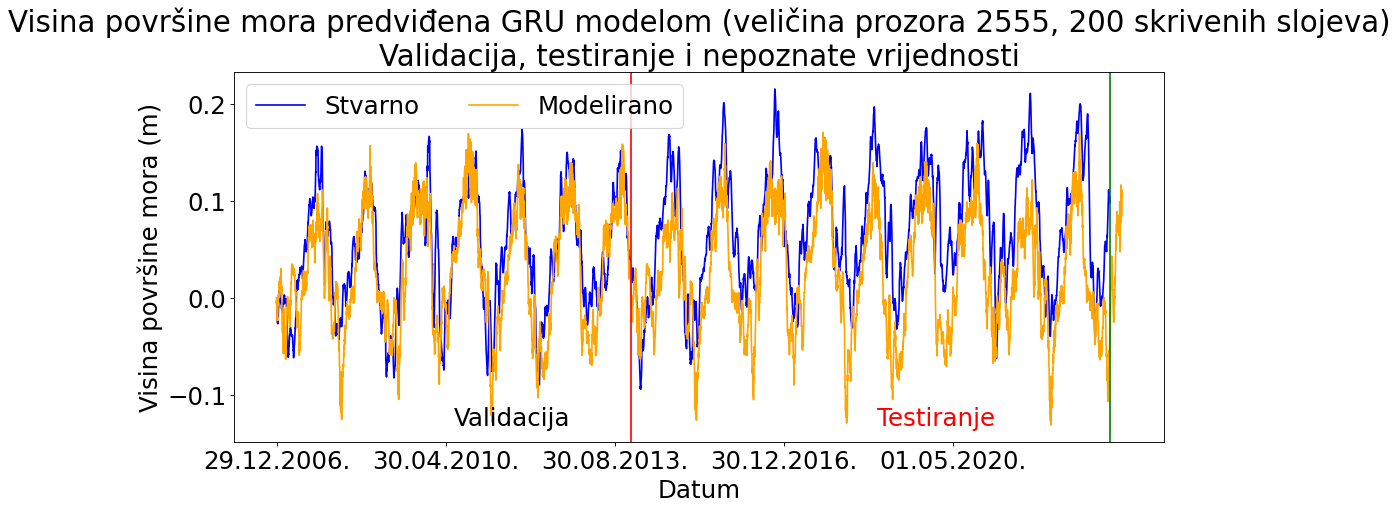 Visina površine mora predviđena GRU modelom (veličina prozora 2555, 200 skrivenih slojeva)
Validacija, testiranje i nepoznate vrijednosti
Stvarno
Modelirano
Visina površine mora (m)
0.2
0.1
0.0
−0.1
Validacija
Testiranje
29.12.2006.
30.04.2010.
30.08.2013.
30.12.2016.
01.05.2020.
Datum